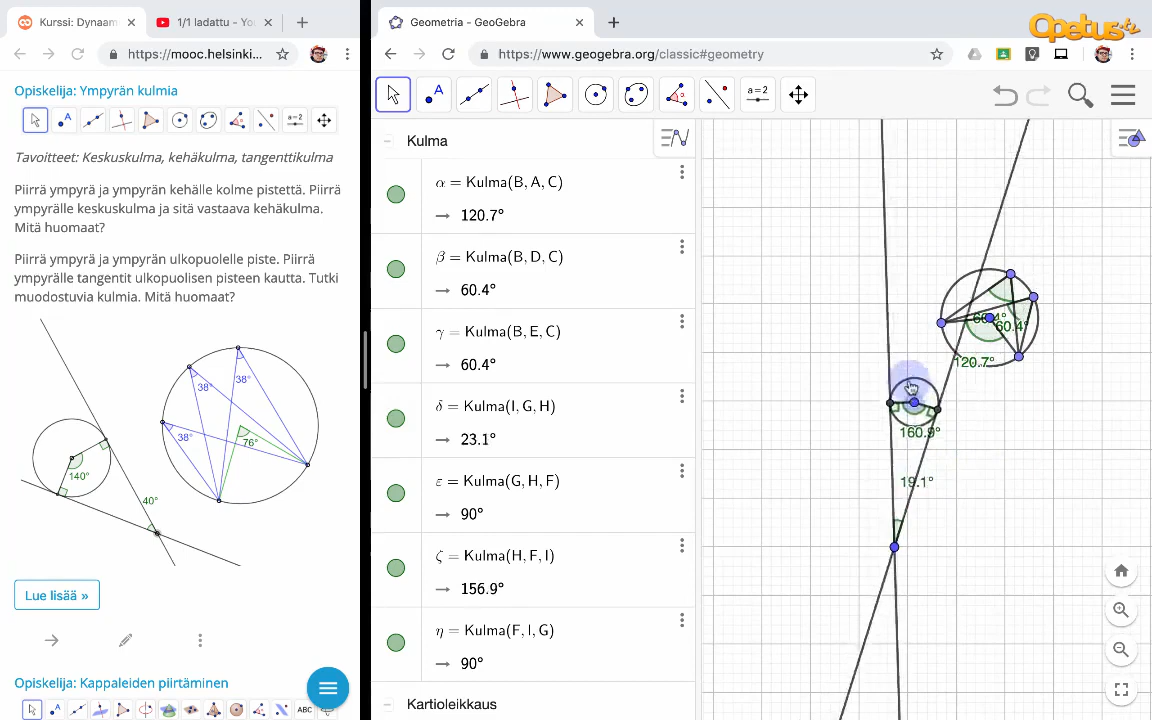 Kurssi: Dynaam
1/1 ladattu - Yo
Geometria - GeoGebra
Opetus.tv
https://mooc.helsinki...
https://www.geogebra.org/classic#geometry
Opiskelija: Ympyrän kulmia
A
a=2
A
a=2
Tavoitteet: Keskuskulma, kehäkulma, tangenttikulma
Piirrä ympyrä ja ympyrän kehälle kolme pistettä. Piirrä
ympyrälle keskuskulma ja sitä vastaava kehäkulma.
Mitä huomaat?
Piirrä ympyrä ja ympyrän ulkopuolelle piste. Piirrä
ympyrälle tangentit ulkopuolisen pisteen kautta. Tutki
muodostuvia kulmia. Mitä huomaat?
38°
38°
38°
76°
140°
40°
Lue lisää »
Opiskelija: Kappaleiden piirtäminen
ABC
Kulma
α = Kulma(B, A, C)
→ 120.7°
β = Kulma(B, D, C)
→ 60.4°
γ = Kulma(B, E, C)
→ 60.4°
δ = Kulma(I, G, H)
→ 23.1°
ε = Kulma(G, H, F)
→ 90°
ζ = Kulma(H, F, I)
→ 156.9°
η = Kulma(F, I, G)
→ 90°
Kartioleikkaus
60.4°
60.4°
120.7°
160.9°
19.1°